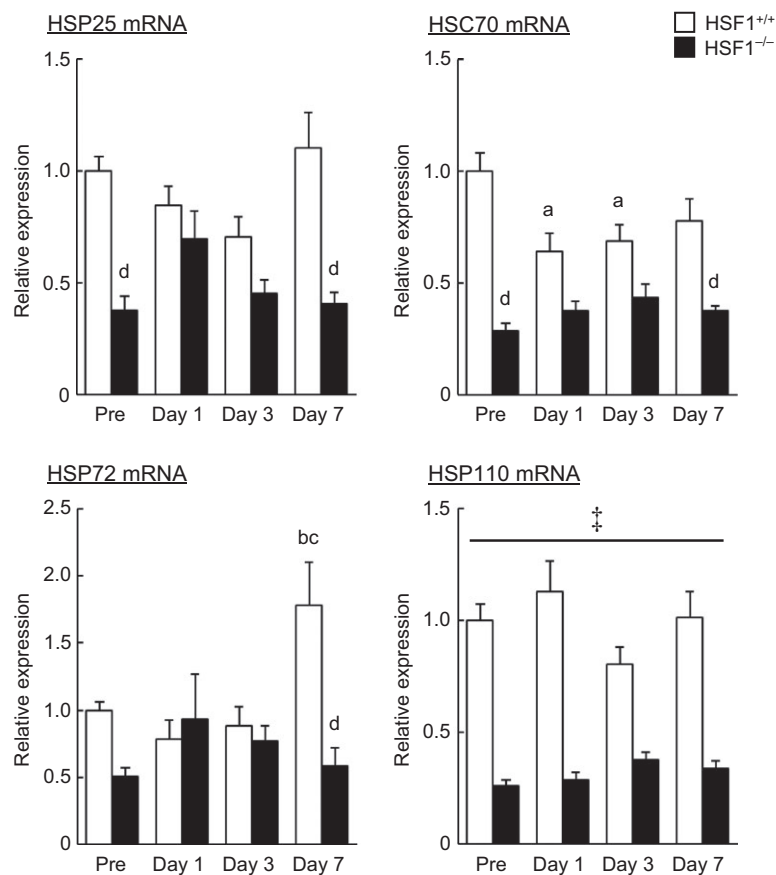 HSP25 mRNA
1.5
1.0
0.5
0
Relative expression
d
d
Pre Day 1 Day 3 Day 7
HSC70 mRNA
HSF1+/+
HSF1–/–
1.5
1.0
0.5
0
Relative expression
a
a
d
d
Pre Day 1 Day 3 Day 7
HSP72 mRNA
2.5
2.0
1.5
1.0
0.5
0
Relative expression
bc
d
Pre Day 1 Day 3 Day 7
HSP110 mRNA
1.5
1.0
0.5
0
Relative expression
‡
Pre Day 1 Day 3 Day 7